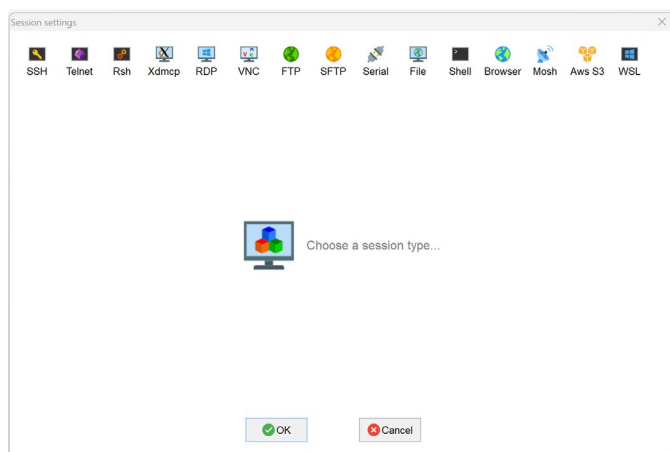 Session settings
SSH Telnet Rsh Xdmcp RDP VNC FTP SFTP Serial File Shell Browser Mosh Aws S3 WSL
Choose a session type...
OK Cancel